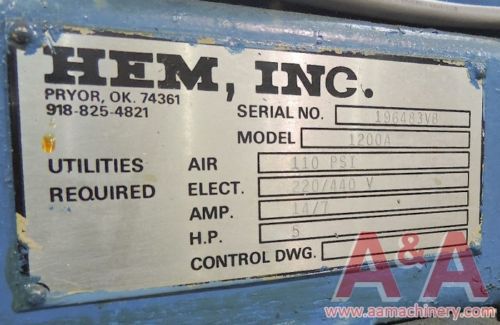 HEM, INC.
PRYOR, OK. 74361
918-825-4821
SERIAL NO. 196483VB
MODEL 1200A
UTILITIES REQUIRED
AIR 110 PSI
ELECT. 220/440 V
AMP. 14/7
H.P. 5
CONTROL DWG.
A&A
www.aamachinery.com